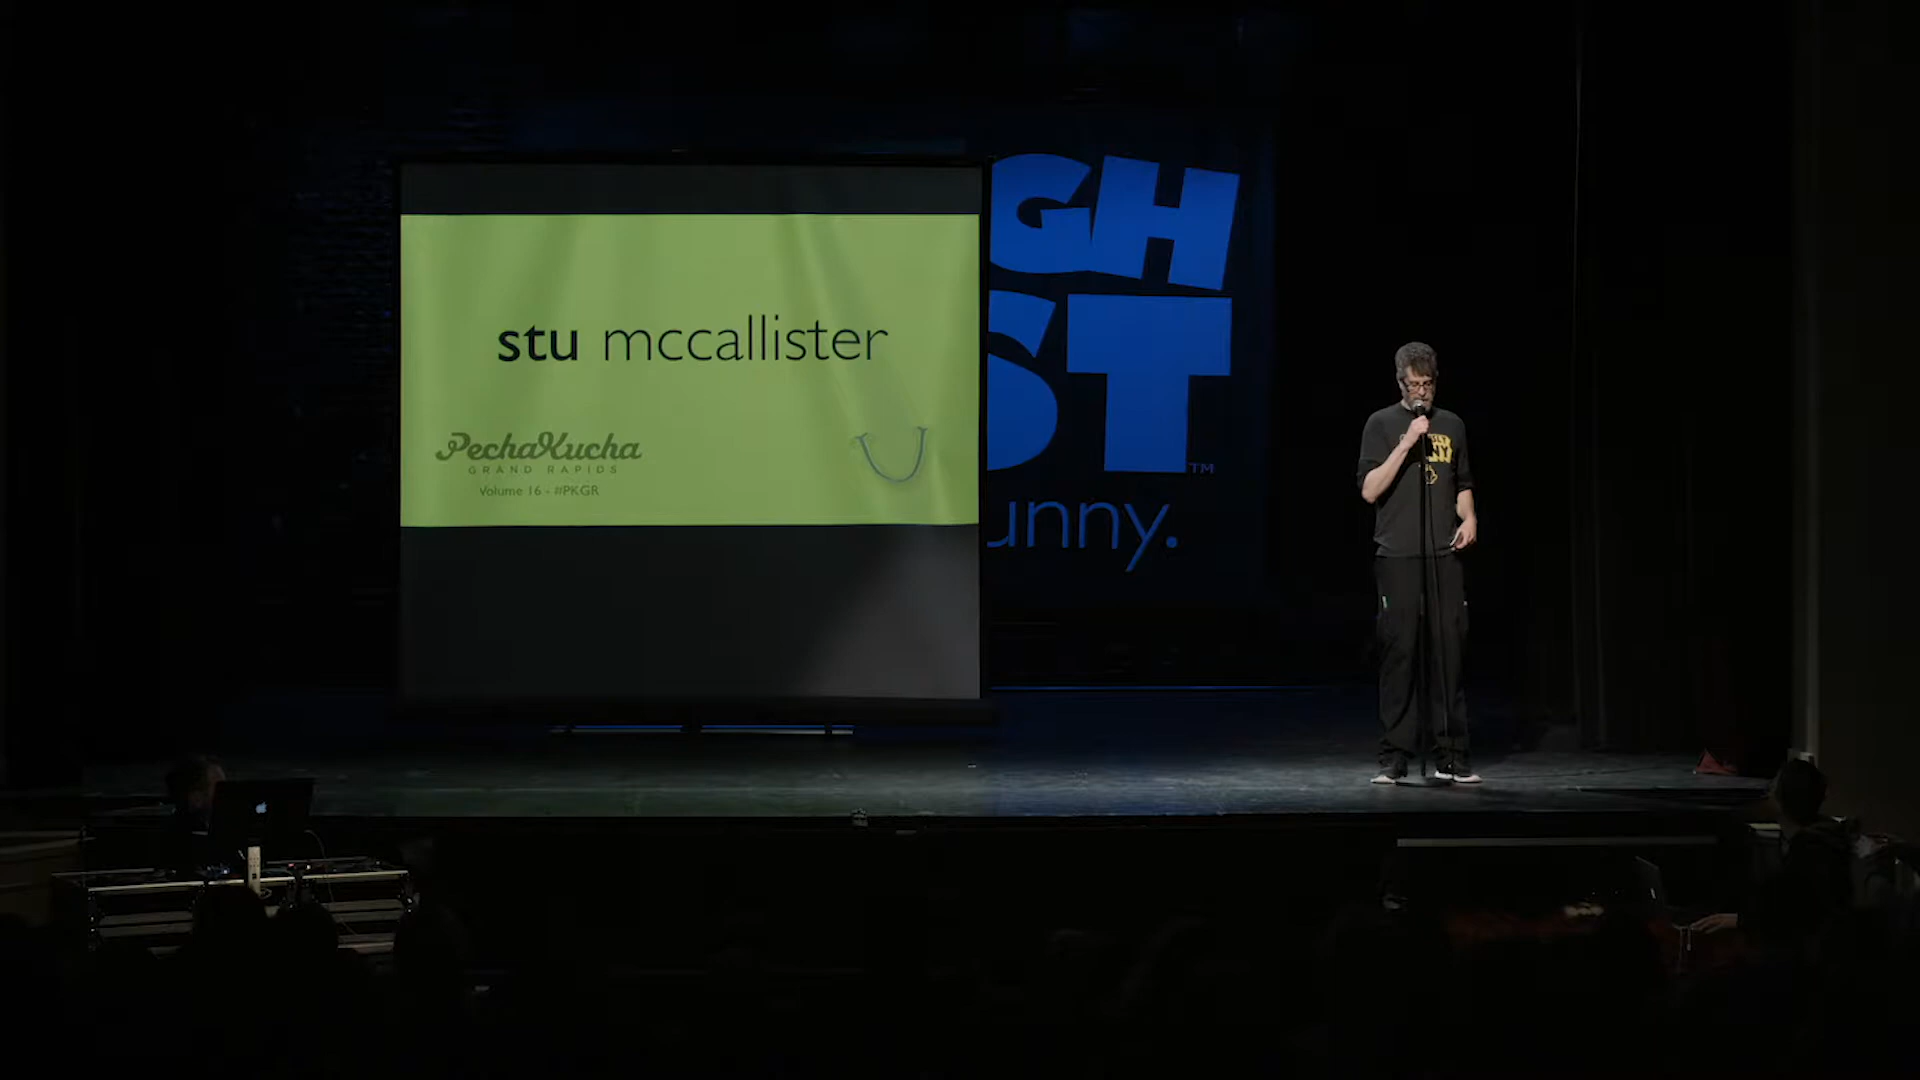 stu mccallister
PechaKucha
GRAND RAPIDS
Volume 16 - #PKGR
GH
ST
TM
unny.